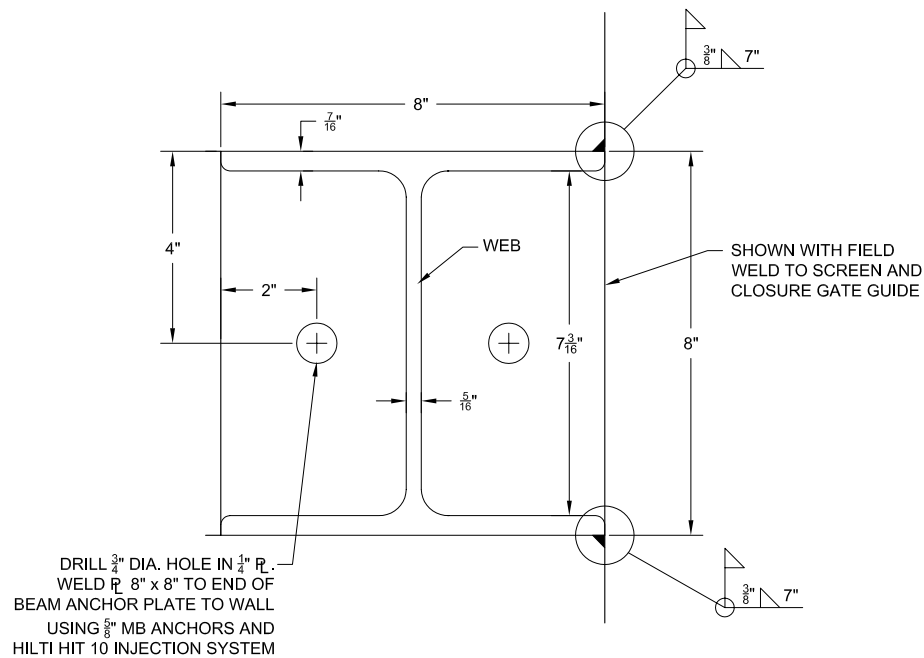 8"
7/16"
3/8" 7"
4"
2"
WEB
SHOWN WITH FIELD
WELD TO SCREEN AND
CLOSURE GATE GUIDE
7 3/16"
8"
5/16"
DRILL 3/4" DIA. HOLE IN 1/4" PL.
WELD PL 8" x 8" TO END OF
BEAM ANCHOR PLATE TO WALL
USING 5/8" MB ANCHORS AND
HILTI HIT 10 INJECTION SYSTEM
3/8" 7"